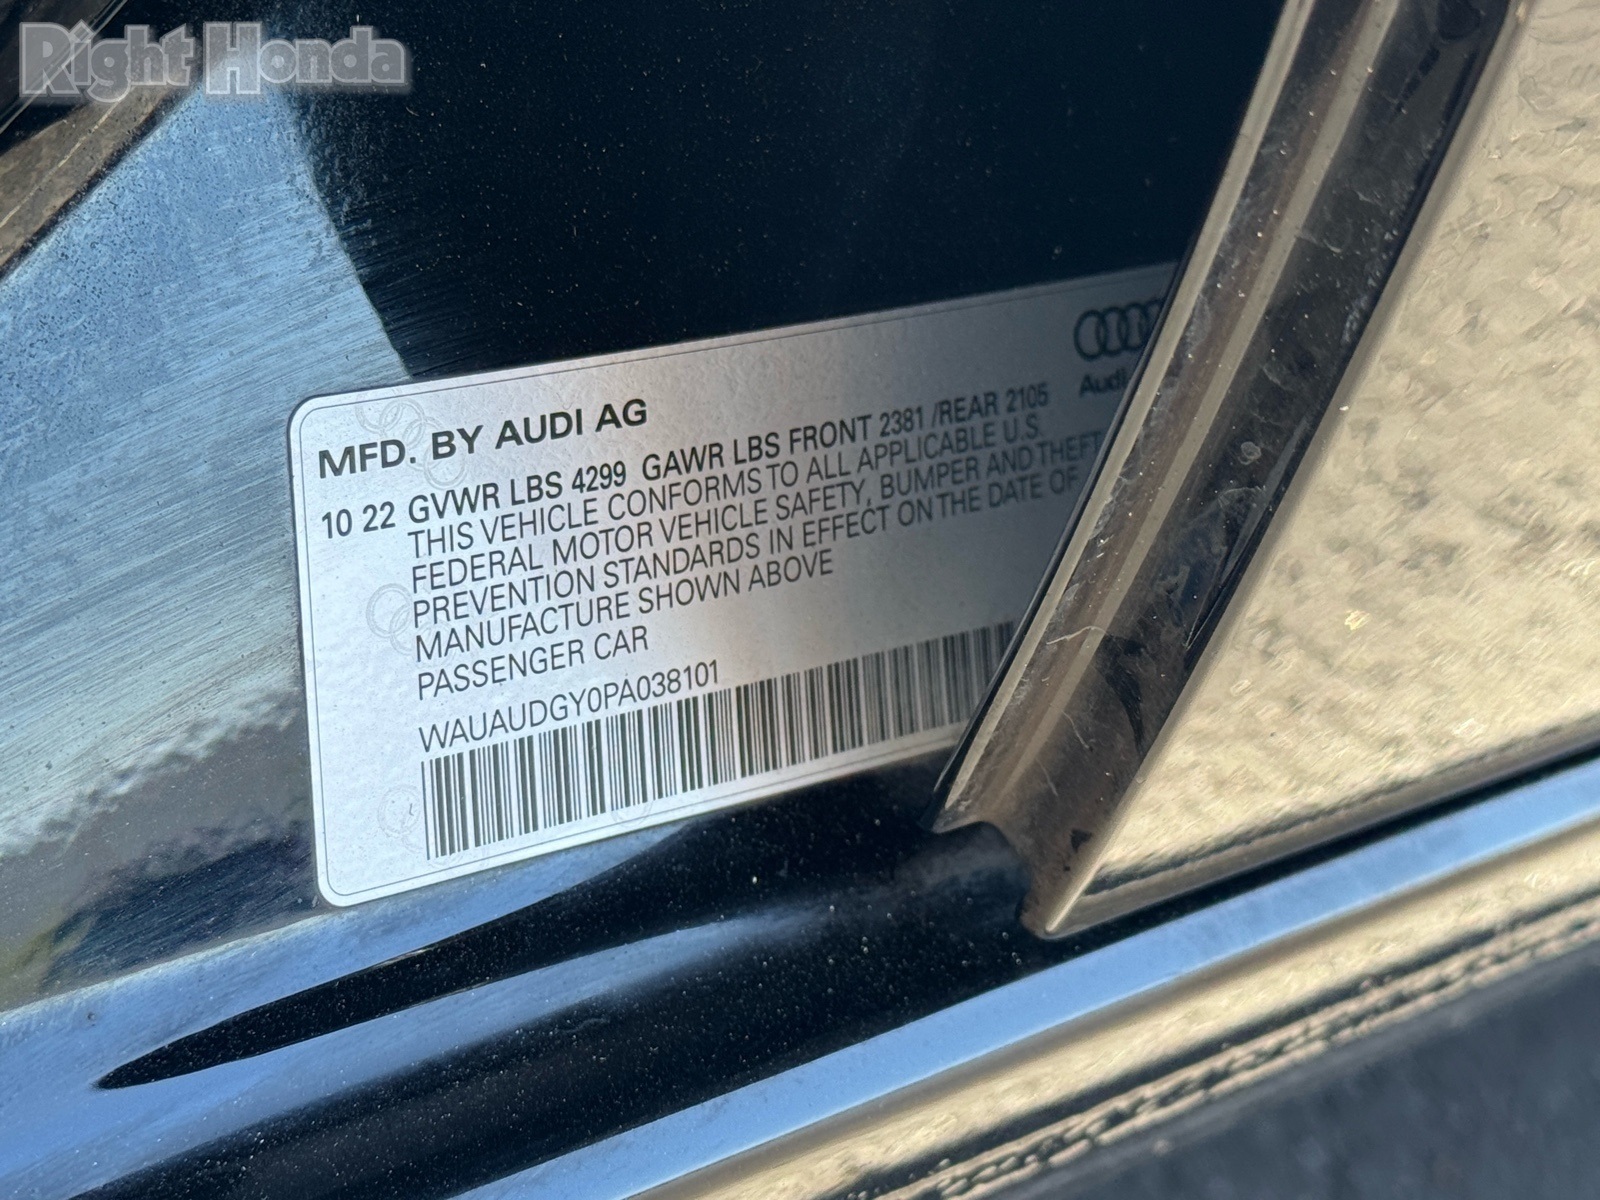 Right Honda
Audi
MFD. BY AUDI AG
10 22 GVWR LBS 4299 GAWR LBS FRONT 2381 /REAR 2105
THIS VEHICLE CONFORMS TO ALL APPLICABLE U.S.
FEDERAL MOTOR VEHICLE SAFETY, BUMPER AND THEFT
PREVENTION STANDARDS IN EFFECT ON THE DATE OF
MANUFACTURE SHOWN ABOVE
PASSENGER CAR
WAUAUDGY0PA038101